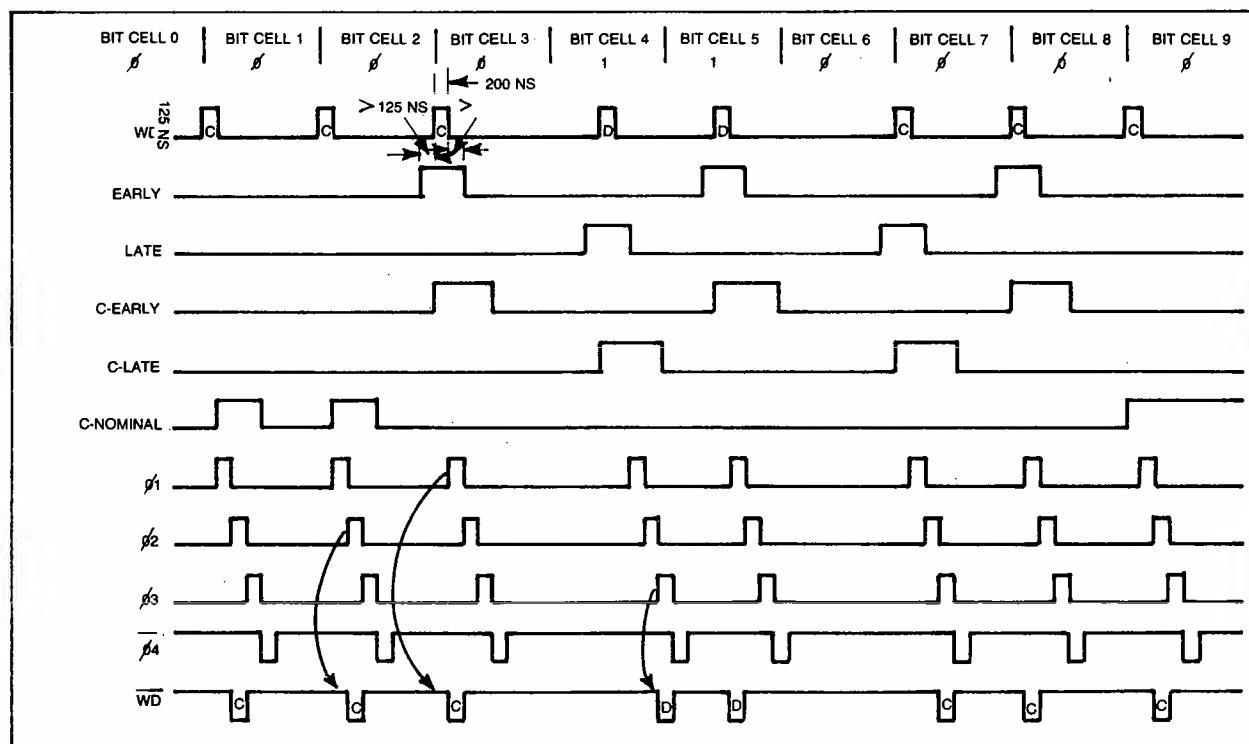 BIT CELL 0 BIT CELL 1 BIT CELL 2 BIT CELL 3 BIT CELL 4 BIT CELL 5 BIT CELL 6 BIT CELL 7 BIT CELL 8 BIT CELL 9
Ø Ø Ø Ø 1 1 Ø Ø Ø Ø
200 NS
> 125 NS >
125 NS
WD C C C D D C C C
EARLY
LATE
C-EARLY
C-LATE
C-NOMINAL
Ø1
Ø2
Ø3
Ø4
WD C C C D D C C C